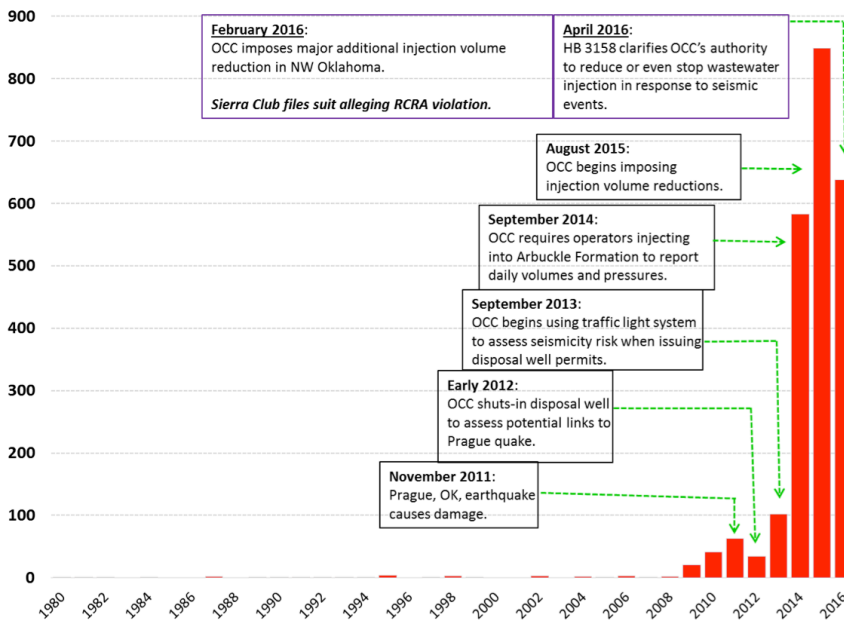 900
800
700
600
500
400
300
200
100
0
February 2016:
OCC imposes major additional injection volume
reduction in NW Oklahoma.
Sierra Club files suit alleging RCRA violation.
April 2016:
HB 3158 clarifies OCC's authority
to reduce or even stop wastewater
injection in response to seismic
events.
August 2015:
OCC begins imposing
injection volume reductions.
September 2014:
OCC requires operators injecting
into Arbuckle Formation to report
daily volumes and pressures.
September 2013:
OCC begins using traffic light system
to assess seismicity risk when issuing
disposal well permits.
Early 2012:
OCC shuts-in disposal well
to assess potential links to
Prague quake.
November 2011:
Prague, OK, earthquake
causes damage.
1980
1982
1984
1986
1988
1990
1992
1994
1996
1998
2000
2002
2004
2006
2008
2010
2012
2014
2016